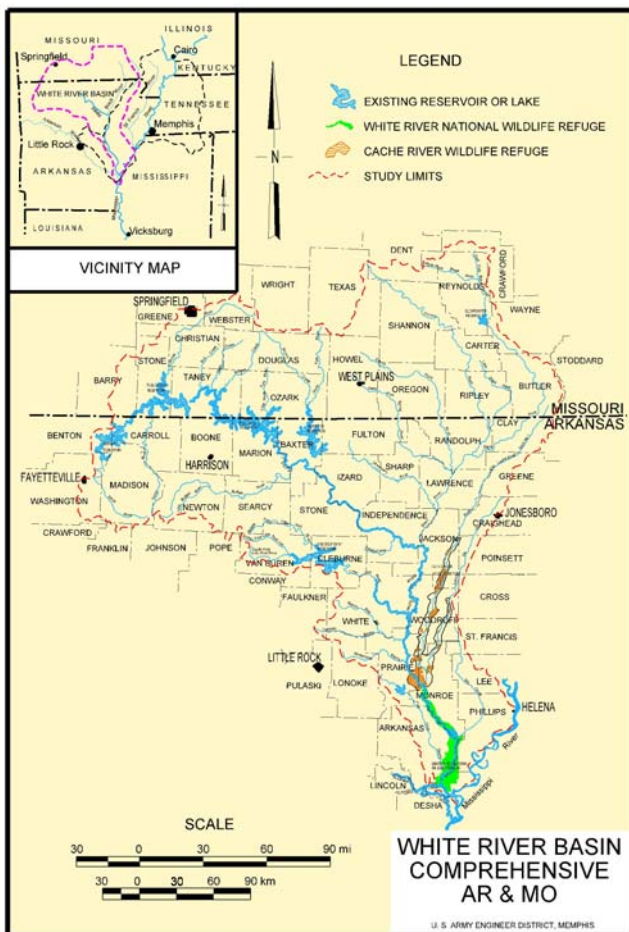 MISSOURI
ILLINOIS
Springfield
Cairo
KENTUCKY
WHITE RIVER BASIN
TENNESSEE
Memphis
Little Rock
ARKANSAS
MISSISSIPPI
LOUISIANA
Vicksburg
VICINITY MAP
LEGEND
EXISTING RESERVOIR OR LAKE
WHITE RIVER NATIONAL WILDLIFE REFUGE
CACHE RIVER WILDLIFE REFUGE
STUDY LIMITS
N
DENT
CRAWFORD
WRIGHT
TEXAS
REYNOLDS
SPRINGFIELD
GREENE
WEBSTER
SHANNON
WAYNE
CHRISTIAN
CARTER
STONE
DOUGLAS
HOWEL
STODDARD
BARRY
TANEY
WEST PLAINS
OZARK
OREGON
RIPLEY
BUTLER
MISSOURI
ARKANSAS
BENTON
CARROLL
BOONE
MARION
BAXTER
FULTON
RANDOLPH
CLAY
HARRISON
SHARP
GREENE
FAYETTEVILLE
MADISON
IZARD
LAWRENCE
WASHINGTON
NEWTON
SEARCY
STONE
INDEPENDENCE
JONESBORO
CRAIGHEAD
CRAWFORD
JACKSON
FRANKLIN
JOHNSON
POPE
VAN BUREN
CLEBURNE
POINSETT
CONWAY
FAULKNER
CROSS
WHITE
WOODRUFF
ST. FRANCIS
LITTLE ROCK
PRAIRIE
LEE
PULASKI
LONOKE
MONROE
PHILLIPS
HELENA
ARKANSAS
River
LINCOLN
Mississippi
DESHA
SCALE
30 0 30 60 90 mi
30 0 30 60 90 km
WHITE RIVER BASIN
COMPREHENSIVE
AR & MO
U. S. ARMY ENGINEER DISTRICT, MEMPHIS